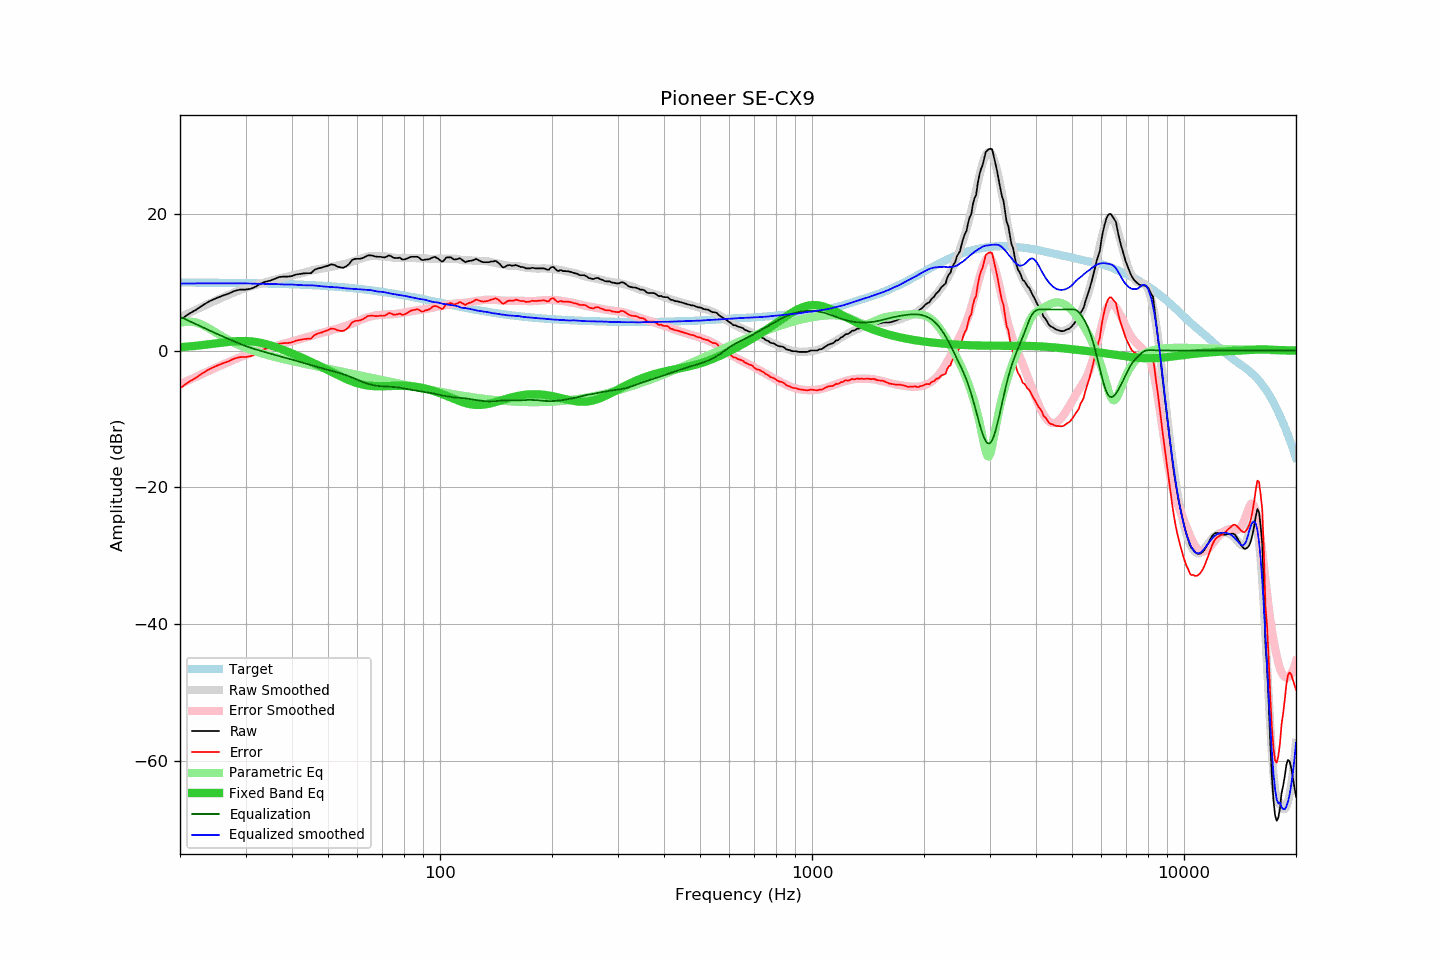 Pioneer SE-CX9
Amplitude (dBr)
20
0
−20
−40
−60
Target
Raw Smoothed
Error Smoothed
Raw
Error
Parametric Eq
Fixed Band Eq
Equalization
Equalized smoothed
100
1000
10000
Frequency (Hz)